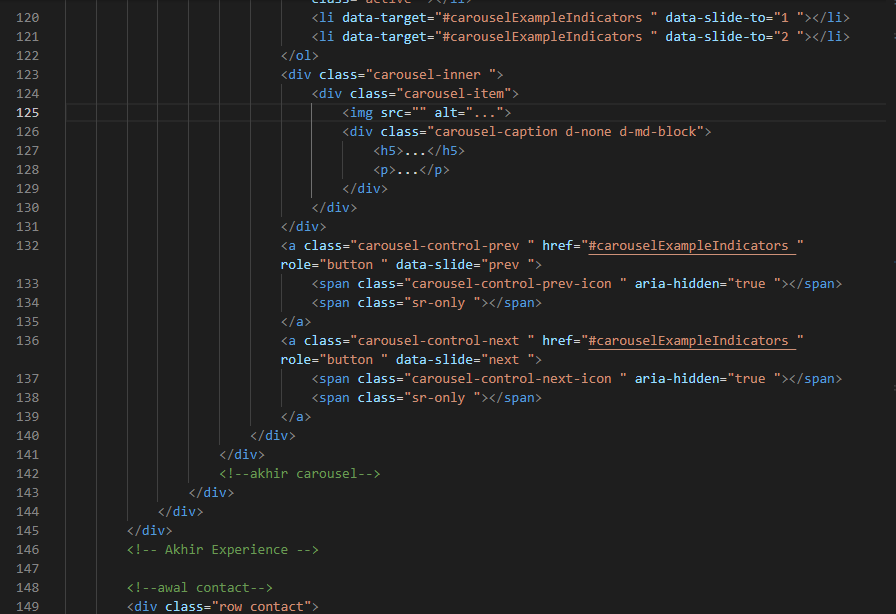 class="active "></li>
120 <li data-target="#carouselExampleIndicators " data-slide-to="1 "></li>
121 <li data-target="#carouselExampleIndicators " data-slide-to="2 "></li>
122 </ol>
123 <div class="carousel-inner ">
124 <div class="carousel-item">
125 <img src="" alt="...">
126 <div class="carousel-caption d-none d-md-block">
127 <h5>...</h5>
128 <p>...</p>
129 </div>
130 </div>
131 </div>
132 <a class="carousel-control-prev " href="#carouselExampleIndicators "
role="button " data-slide="prev ">
133 <span class="carousel-control-prev-icon " aria-hidden="true "></span>
134 <span class="sr-only "></span>
135 </a>
136 <a class="carousel-control-next " href="#carouselExampleIndicators "
role="button " data-slide="next ">
137 <span class="carousel-control-next-icon " aria-hidden="true "></span>
138 <span class="sr-only "></span>
139 </a>
140 </div>
141 </div>
142 <!--akhir carousel-->
143 </div>
144 </div>
145 </div>
146 <!-- Akhir Experience -->
147
148 <!--awal contact-->
149 <div class="row contact">